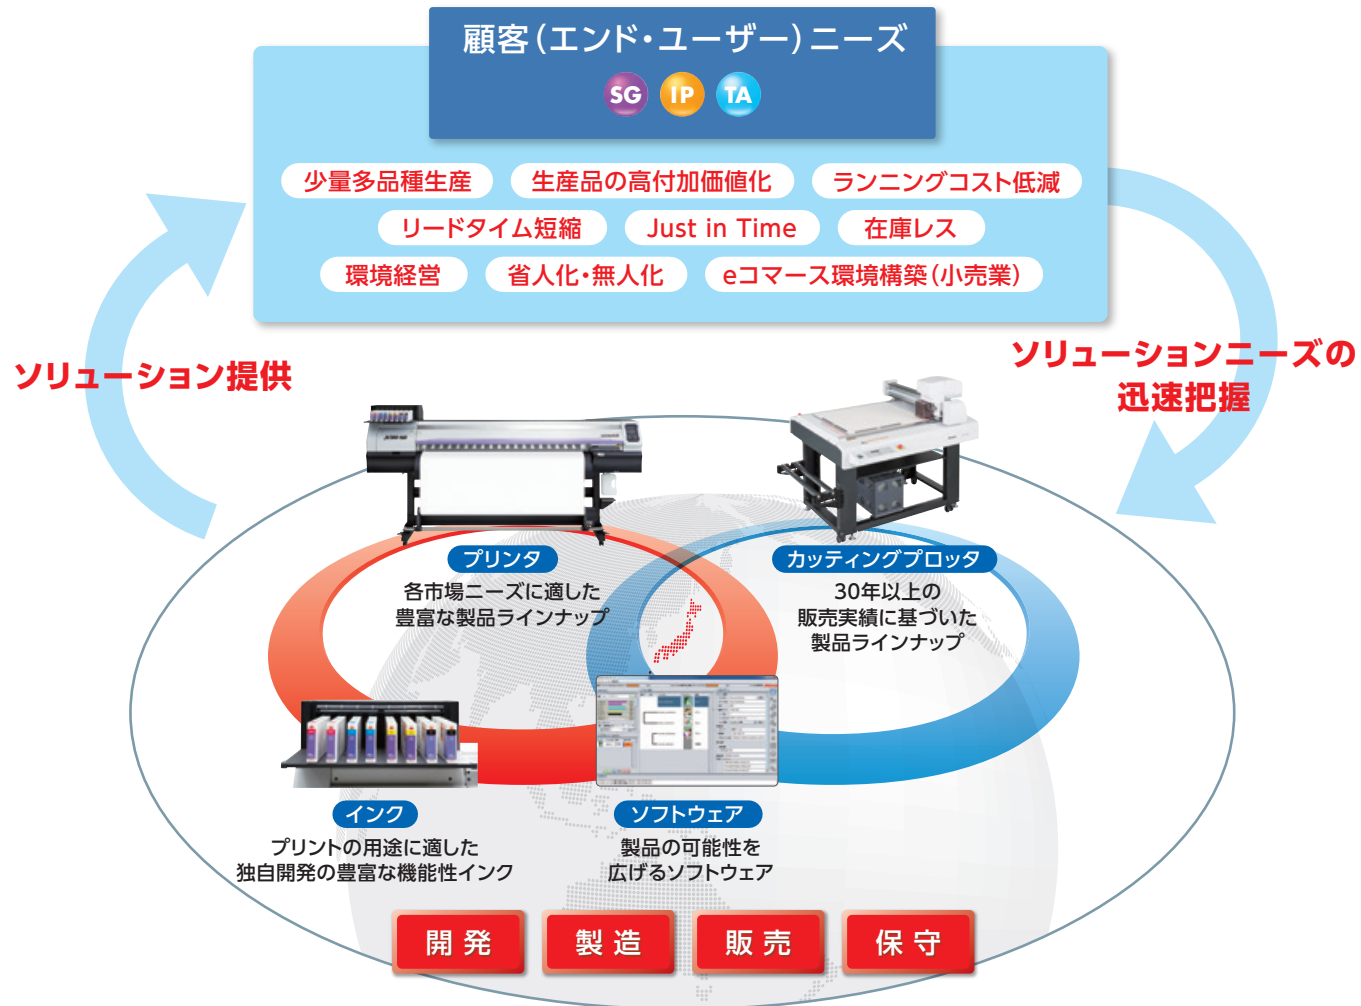 顧客(エンド・ユーザー)ニーズ
SG IP TA
少量多品種生産 生産品の高付加価値化 ランニングコスト低減
リードタイム短縮 Just in Time 在庫レス
環境経営 省人化・無人化 eコマース環境構築(小売業)
ソリューション提供
ソリューションニーズの
迅速把握
プリンタ
各市場ニーズに適した
豊富な製品ラインナップ
カッティングプロッタ
30年以上の
販売実績に基づいた
製品ラインナップ
インク
プリントの用途に適した
独自開発の豊富な機能性インク
ソフトウェア
製品の可能性を
広げるソフトウェア
開発 製造 販売 保守